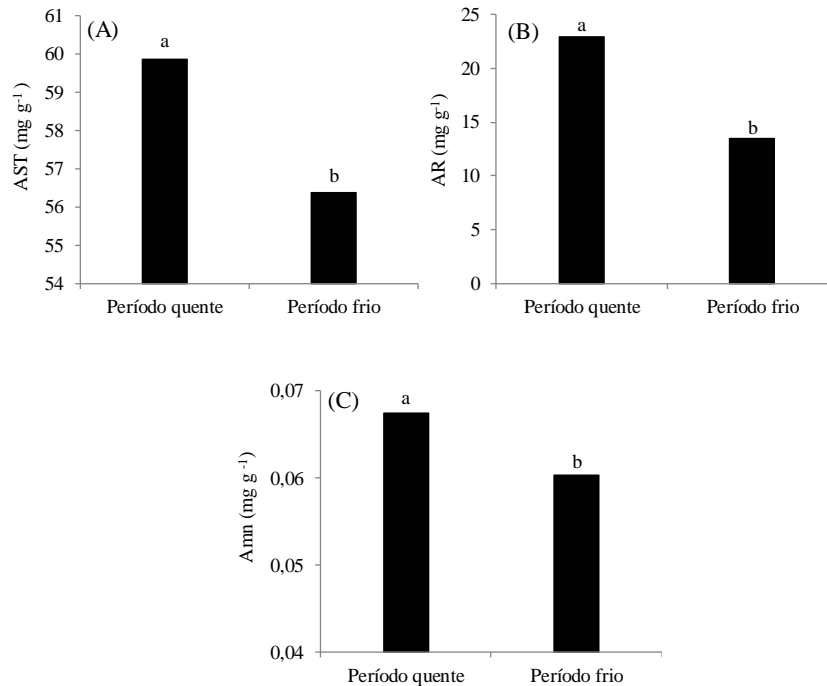 (A)
a
b
AST (mg g-1)
60
59
58
57
56
55
54
Período quente
Período frio
(B)
a
b
AR (mg g-1)
25
20
15
10
5
0
Período quente
Período frio
(C)
a
b
Amn (mg g -1)
0,07
0,06
0,05
0,04
Período quente
Período frio